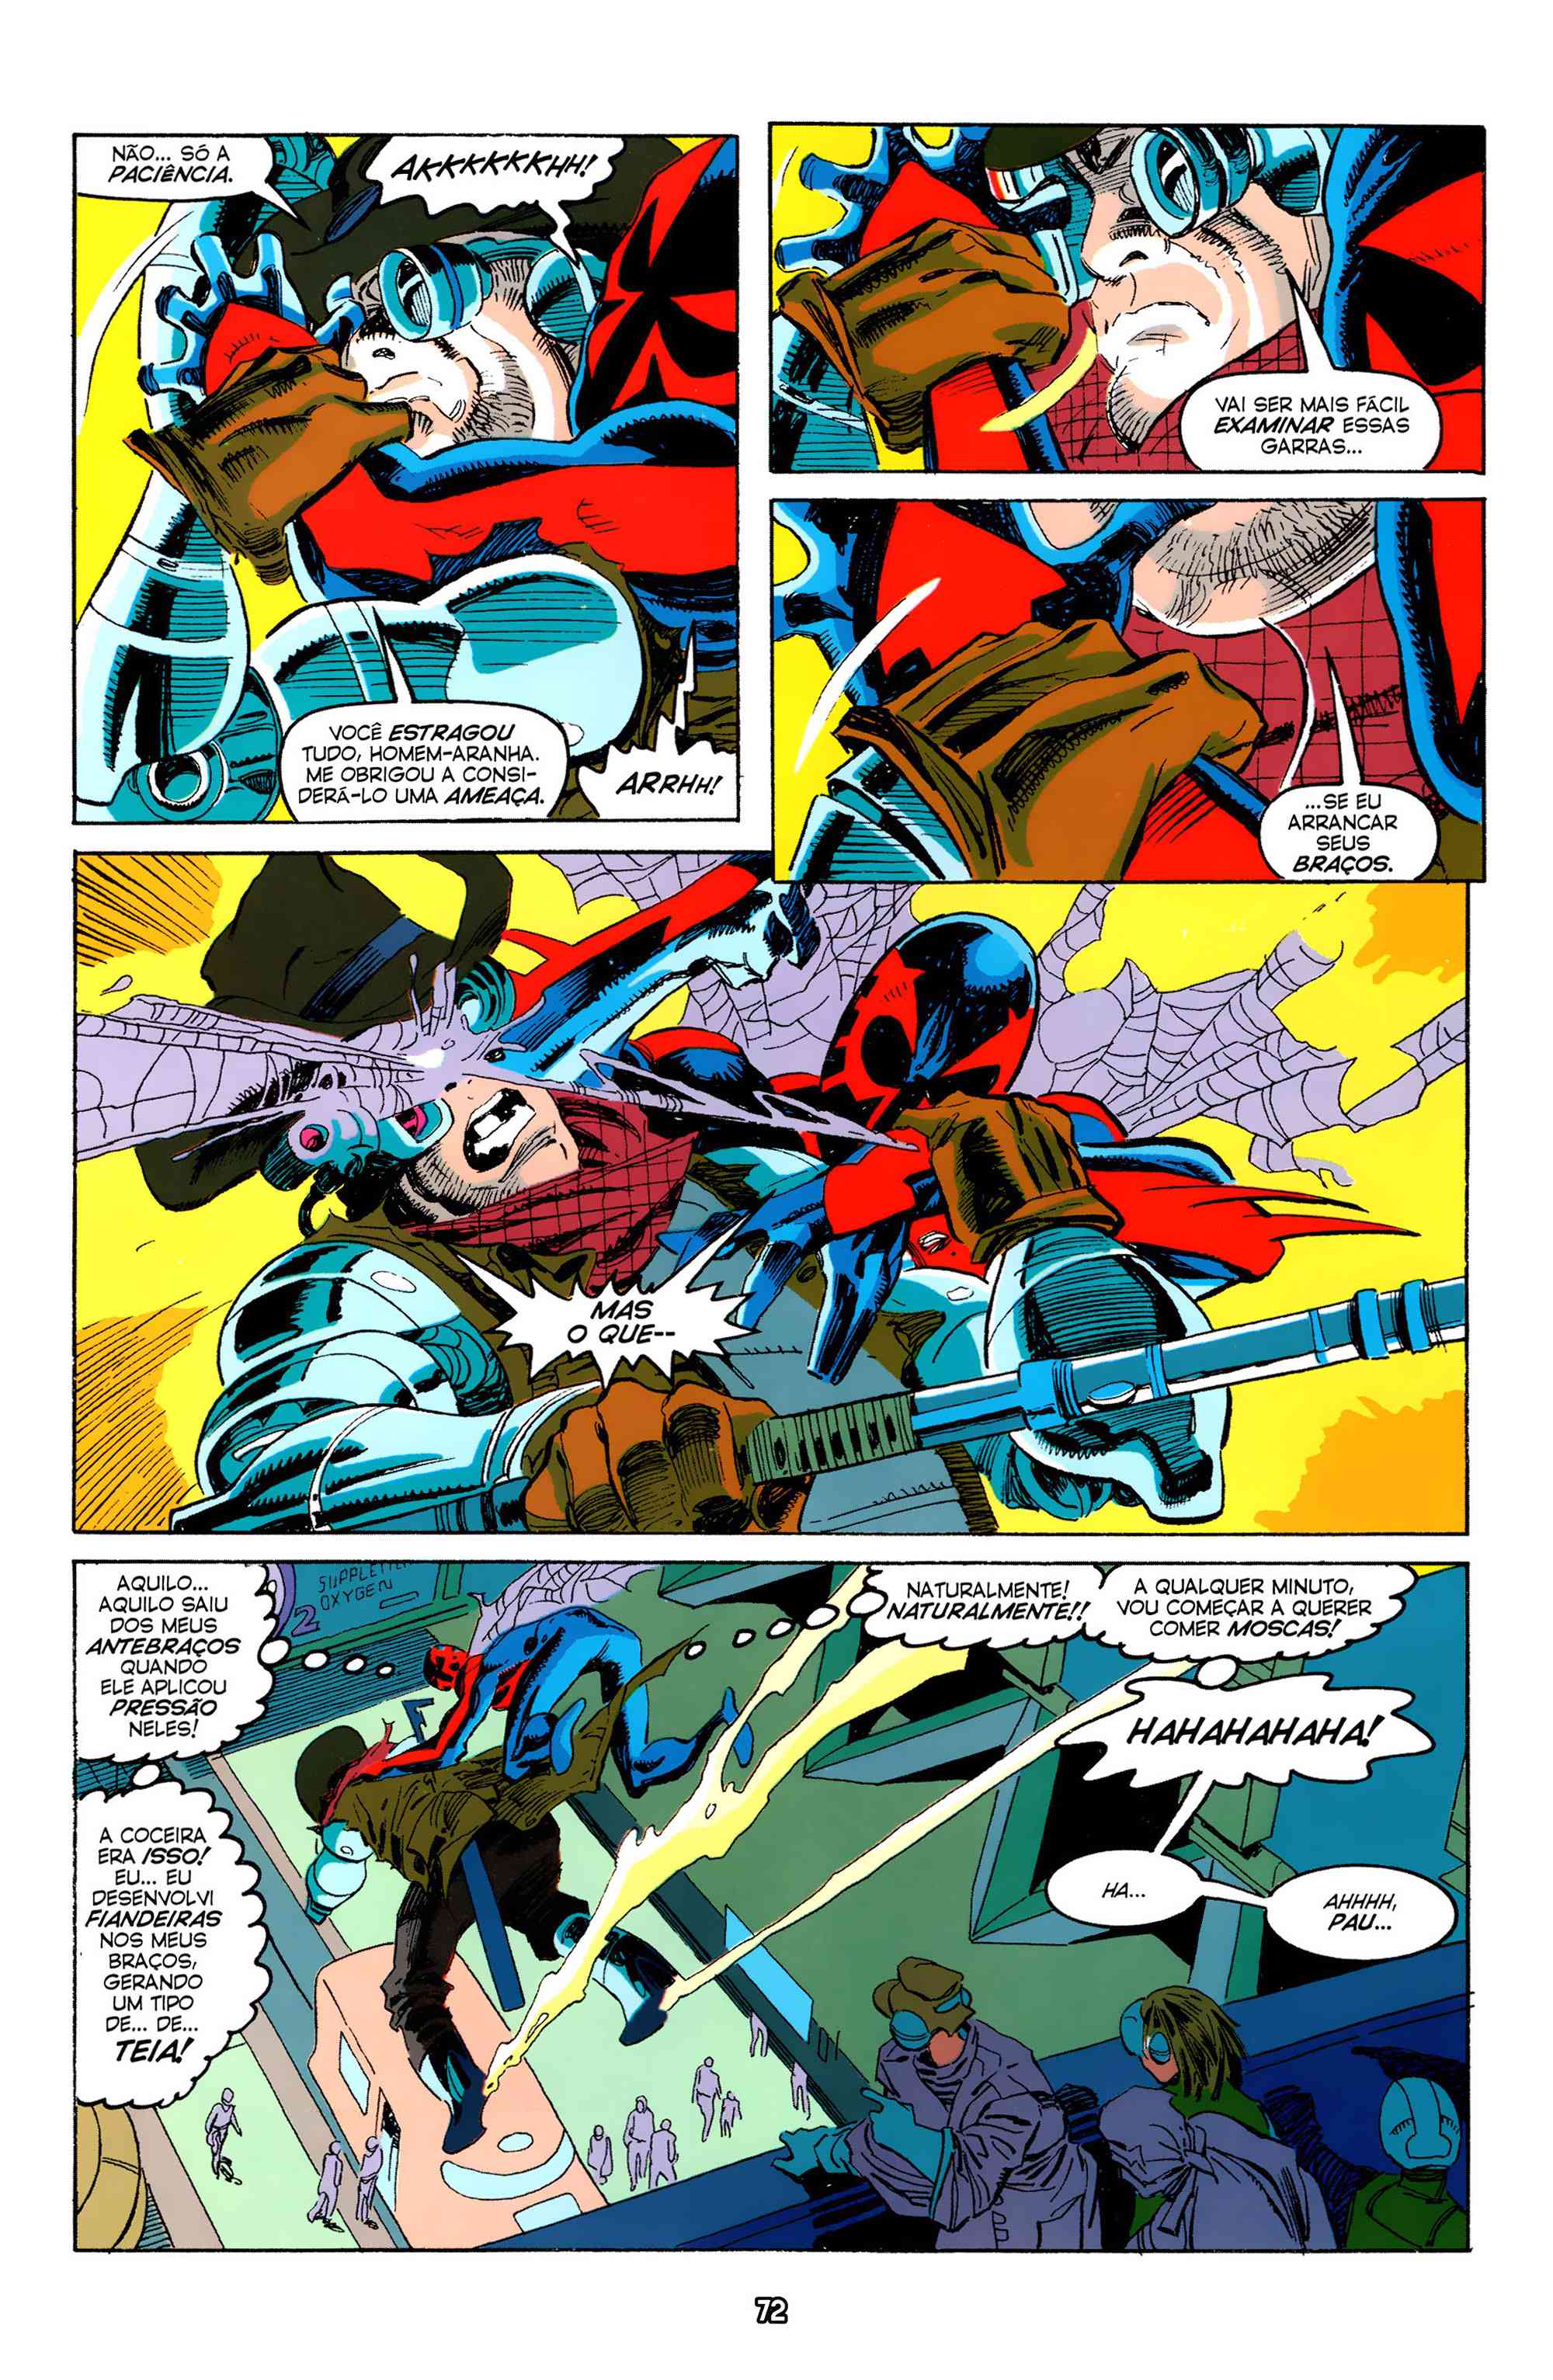 NÃO... SÓ A
PACIÊNCIA.
AKKKKKKHH!
VOCÊ ESTRAGOU
TUDO, HOMEM-ARANHA.
ME OBRIGOU A CONSI-
DERÁ-LO UMA AMEAÇA.
ARRHH!
VAI SER MAIS FÁCIL
EXAMINAR ESSAS
GARRAS...
...SE EU
ARRANCAR
SEUS
BRAÇOS.
MAS
O QUE--
AQUILO...
AQUILO SAIU
DOS MEUS
ANTEBRAÇOS
QUANDO
ELE APLICOU
PRESSÃO
NELES!
A COCEIRA
ERA ISSO!
EU... EU
DESENVOLVI
FIANDEIRAS
NOS MEUS
BRAÇOS,
GERANDO
UM TIPO
DE... DE...
TEIA!
2
OXYGEN
NATURALMENTE!
NATURALMENTE!!
A QUALQUER MINUTO,
VOU COMEÇAR A QUERER
COMER MOSCAS!
HAHAHAHAHA!
HA...
AHHHH,
PAU...
72